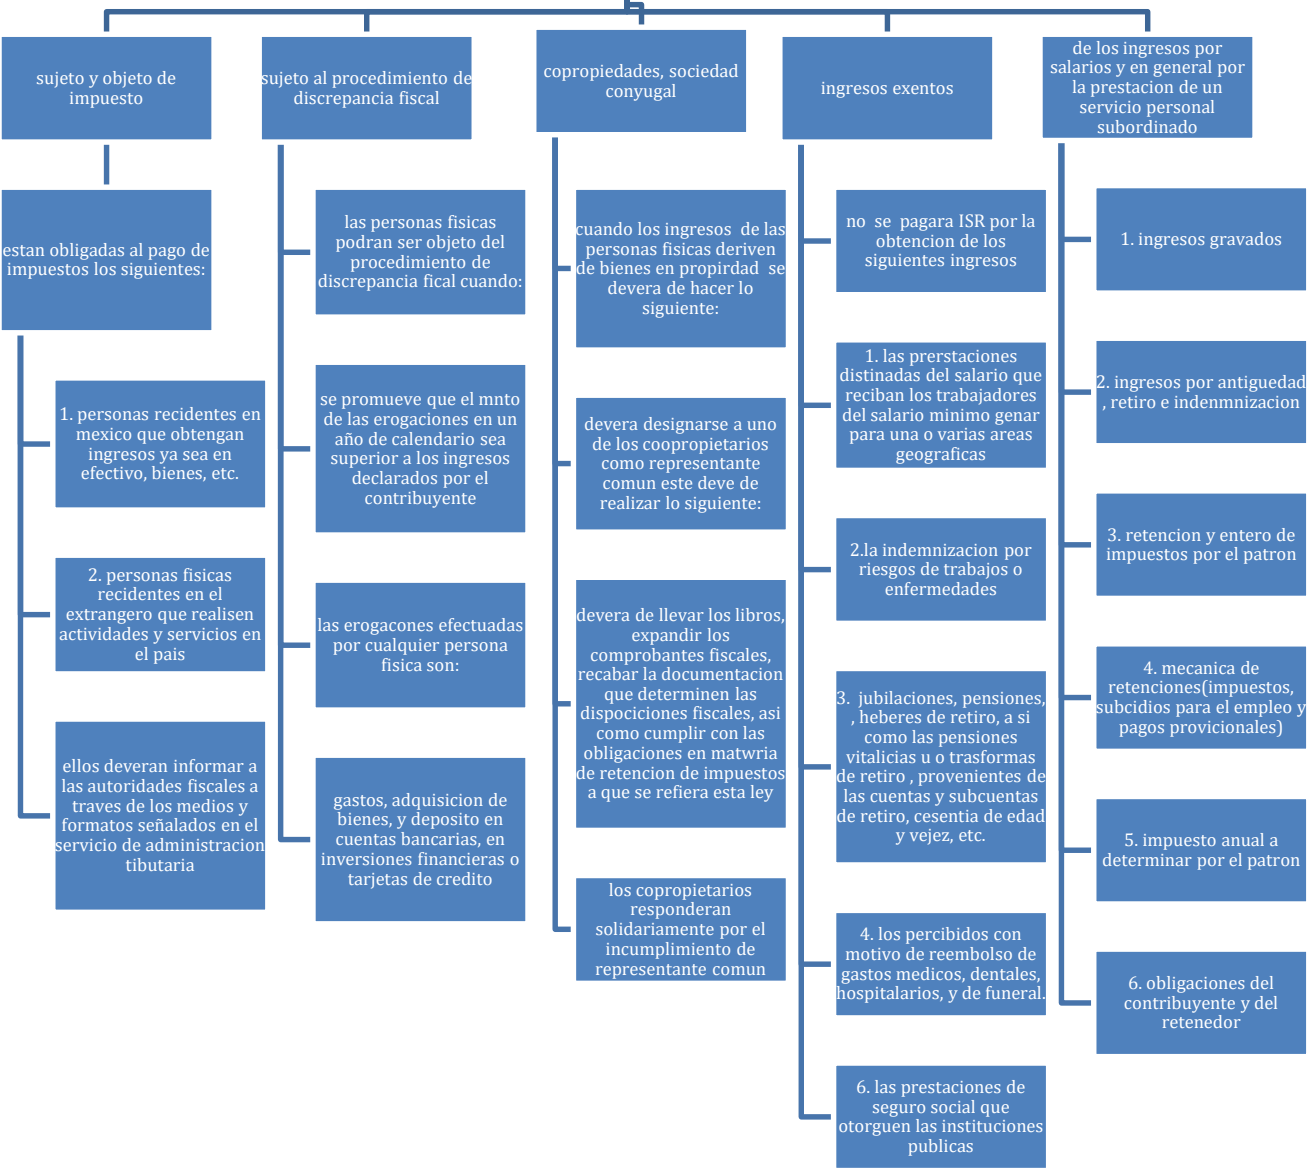 sujeto y objeto de
impuesto
estan obligadas al pago de
impuestos los siguientes:
1. personas recidentes en
mexico que obtengan
ingresos ya sea en
efectivo, bienes, etc.
2. personas fisicas
recidentes en el
extrangero que realisen
actividades y servicios en
el pais
ellos deveran informar a
las autoridades fiscales a
traves de los medios y
formatos señalados en el
servicio de administracion
tibutaria
sujeto al procedimiento de
discrepancia fiscal
las personas fisicas
podran ser objeto del
procedimiento de
discrepancia fical cuando:
se promueve que el mnto
de las erogaciones en un
año de calendario sea
superior a los ingresos
declarados por el
contribuyente
las erogacones efectuadas
por cualquier persona
fisica son:
gastos, adquisicion de
bienes, y deposito en
cuentas bancarias, en
inversiones financieras o
tarjetas de credito
copropiedades, sociedad
conyugal
cuando los ingresos  de las
personas fisicas deriven
de bienes en propirdad  se
devera de hacer lo
siguiente:
devera designarse a uno
de los coopropietarios
como representante
comun este deve de
realizar lo siguiente:
devera de llevar los libros,
expandir los
comprobantes fiscales,
recabar la documentacion
que determinen las
dispociciones fiscales, asi
como cumplir con las
obligaciones en matwria
de retencion de impuestos
a que se refiera esta ley
los copropietarios
responderan
solidariamente por el
incumplimiento de
representante comun
ingresos exentos
no  se  pagara ISR por la
obtencion de los
siguientes ingresos
1. las prerstaciones
distinadas del salario que
reciban los trabajadores
del salario minimo genar
para una o varias areas
geograficas
2.la indemnizacion por
riesgos de trabajos o
enfermedades
3.  jubilaciones, pensiones,
, heberes de retiro, a si
como las pensiones
vitalicias u o trasformas
de retiro , provenientes de
las cuentas y subcuentas
de retiro, cesentia de edad
y vejez, etc.
4. los percibidos con
motivo de reembolso de
gastos medicos, dentales,
hospitalarios, y de funeral.
6. las prestaciones de
seguro social que
otorguen las instituciones
publicas
de los ingresos por
salarios y en general por
la prestacion de un
servicio personal
subordinado
1. ingresos gravados
2. ingresos por antiguedad
, retiro e indenmnizacion
3. retencion y entero de
impuestos por el patron
4. mecanica de
retenciones(impuestos,
subcidios para el empleo y
pagos provicionales)
5. impuesto anual a
determinar por el patron
6. obligaciones del
contribuyente y del
retenedor